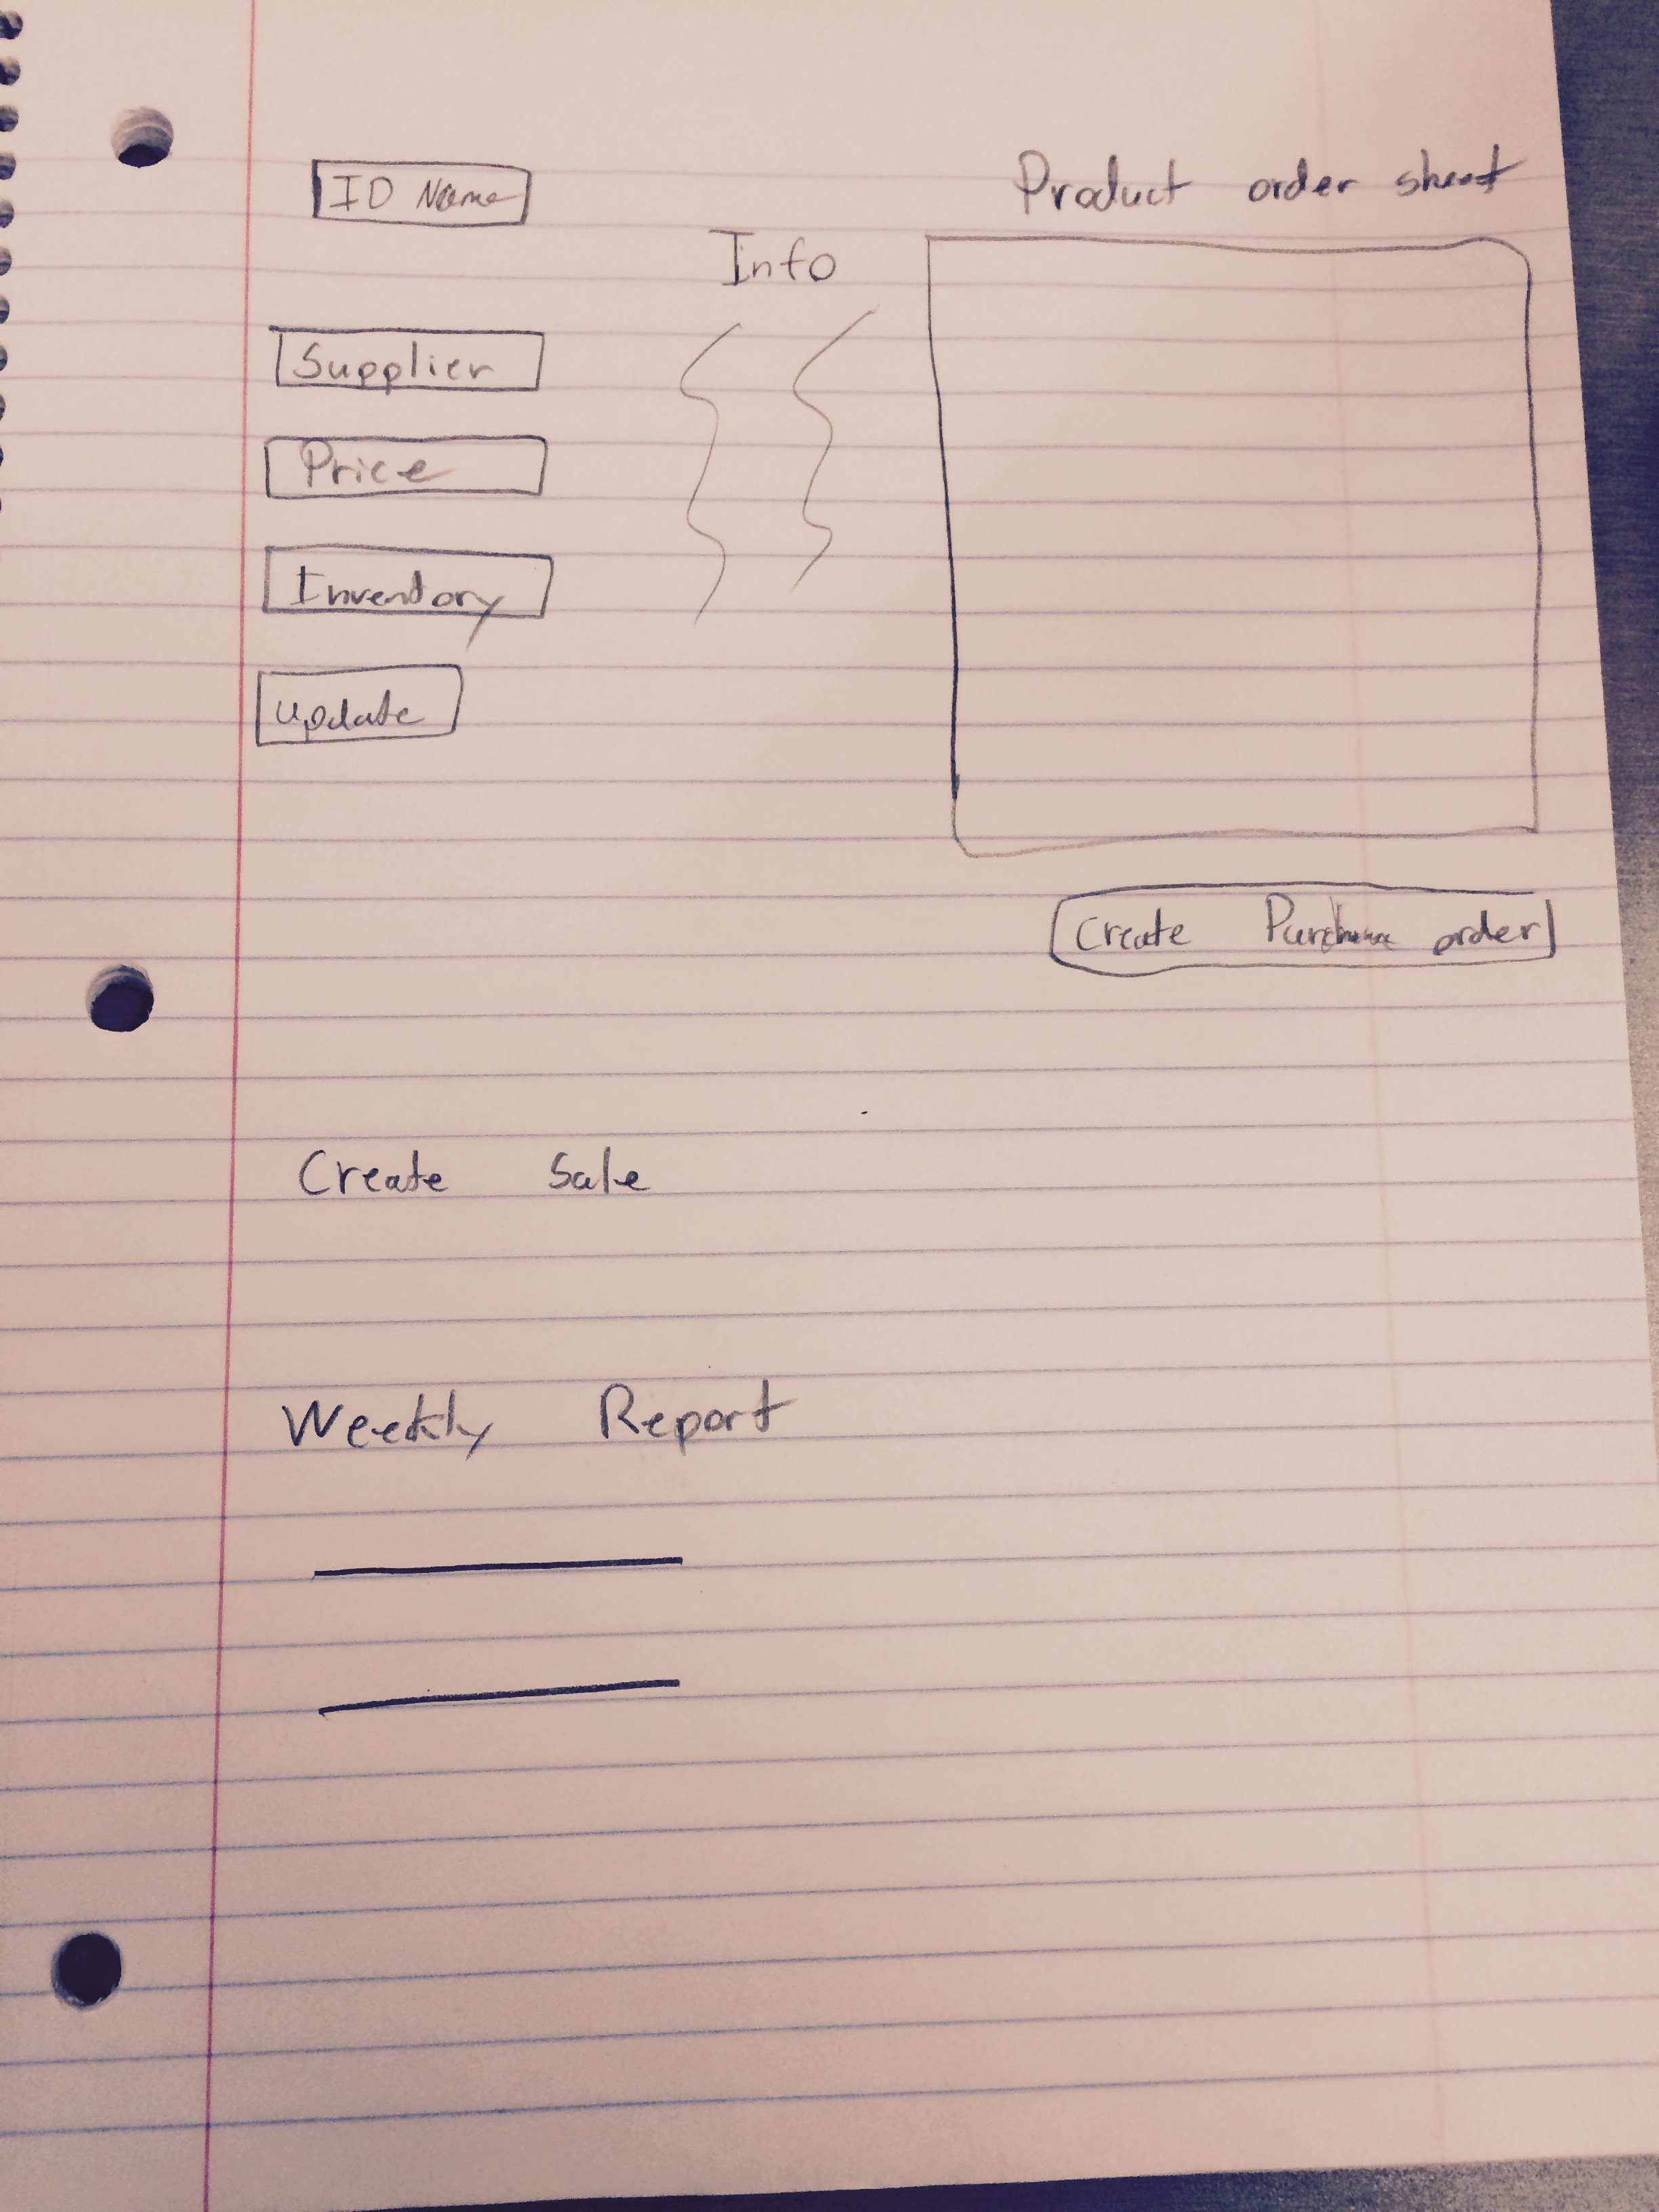 ID Name
Product order sheet
Info
Supplier
Price
Inventory
update
Create Purchase order
Create Sale
Weekly Report